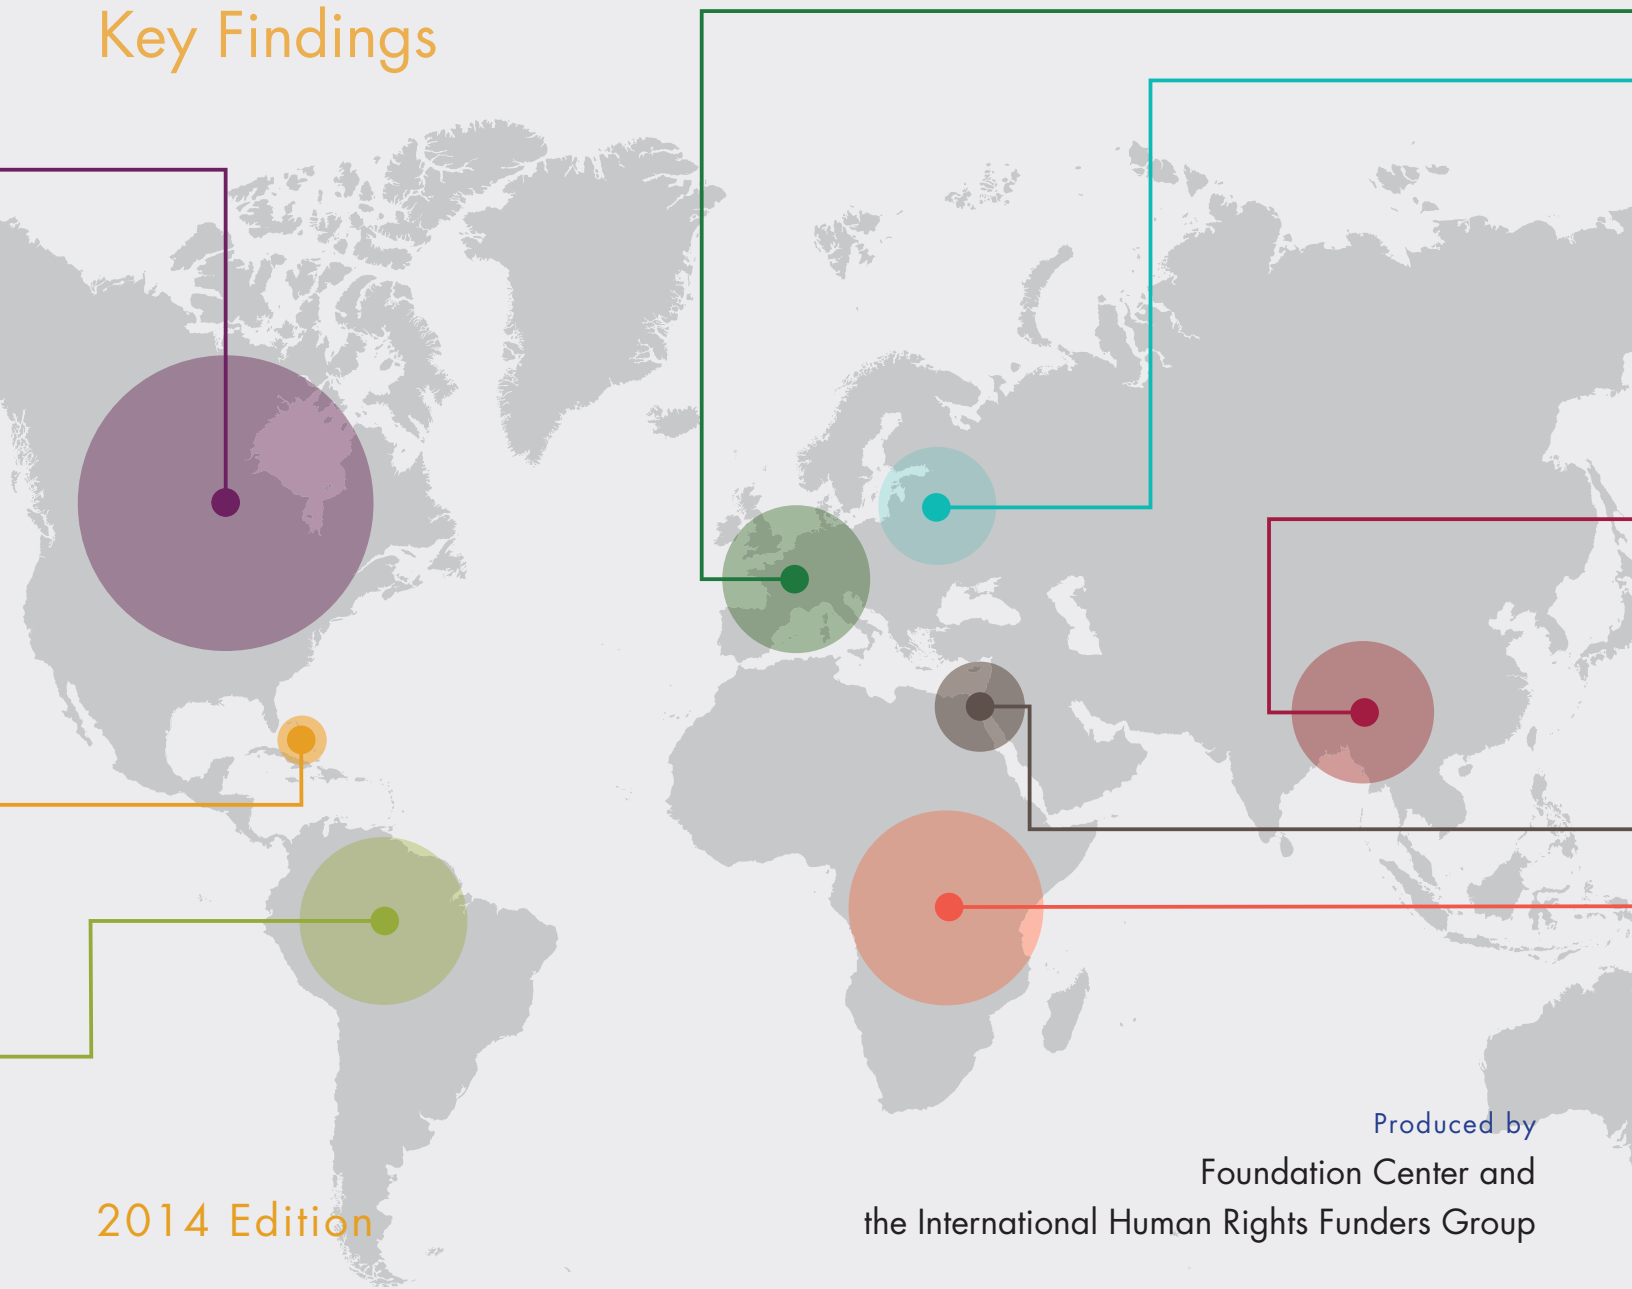 Key Findings
Produced by
Foundation Center and
2014 Edition
the International Human Rights Funders Group